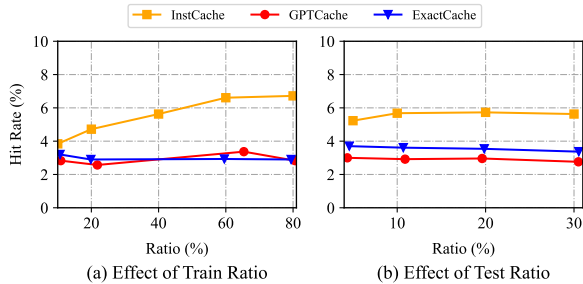 InstCache GPTCache ExactCache
Hit Rate (%)
10
8
6
4
2
0
20 40 60 80
Ratio (%)
(a) Effect of Train Ratio
10
8
6
4
2
0
10 20 30
Ratio (%)
(b) Effect of Test Ratio